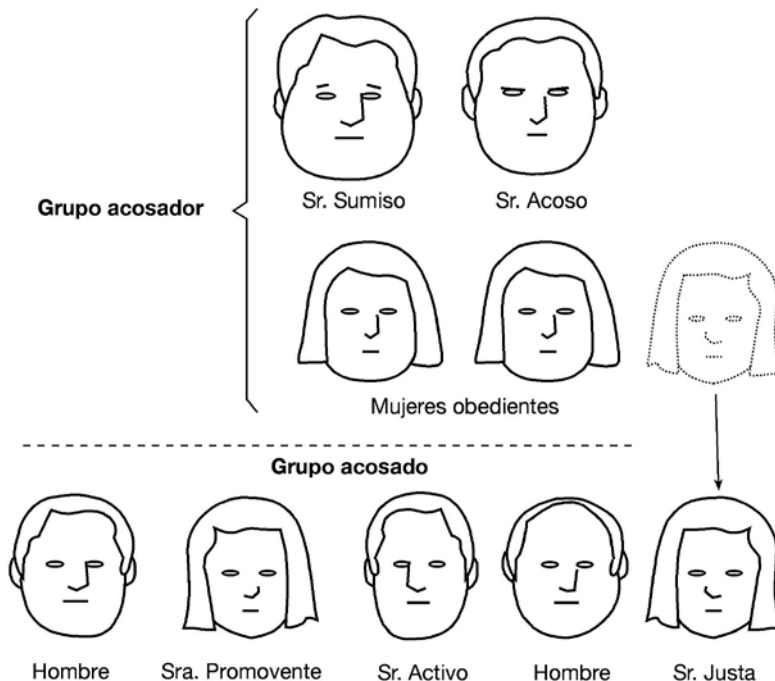 Grupo acosador
Sr. Sumiso
Sr. Acoso
Mujeres obedientes
Grupo acosado
Hombre
Sra. Promovente
Sr. Activo
Hombre
Sr. Justa